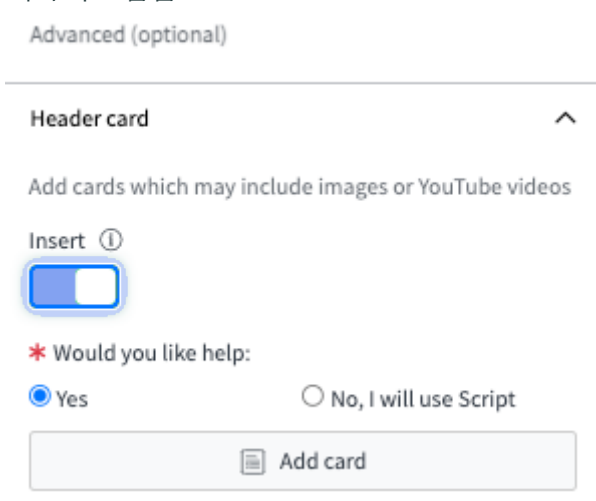 Advanced (optional)
Header card
Add cards which may include images or YouTube videos
Insert ⓘ
* Would you like help:
Yes
No, I will use Script
Add card